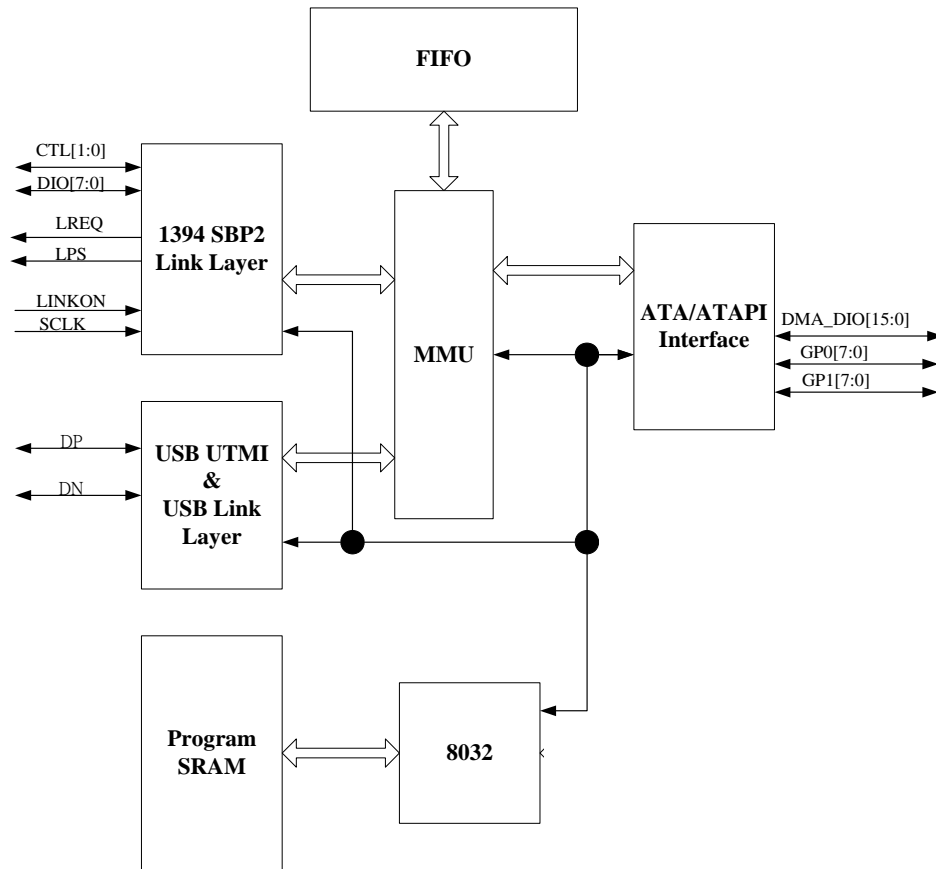 FIFO
CTL[1:0]
DIO[7:0]
LREQ
LPS
LINKON
SCLK
1394 SBP2
Link Layer
MMU
ATA/ATAPI
Interface
DMA_DIO[15:0]
GP0[7:0]
GP1[7:0]
DP
DN
USB UTMI
&
USB Link
Layer
Program
SRAM
8032